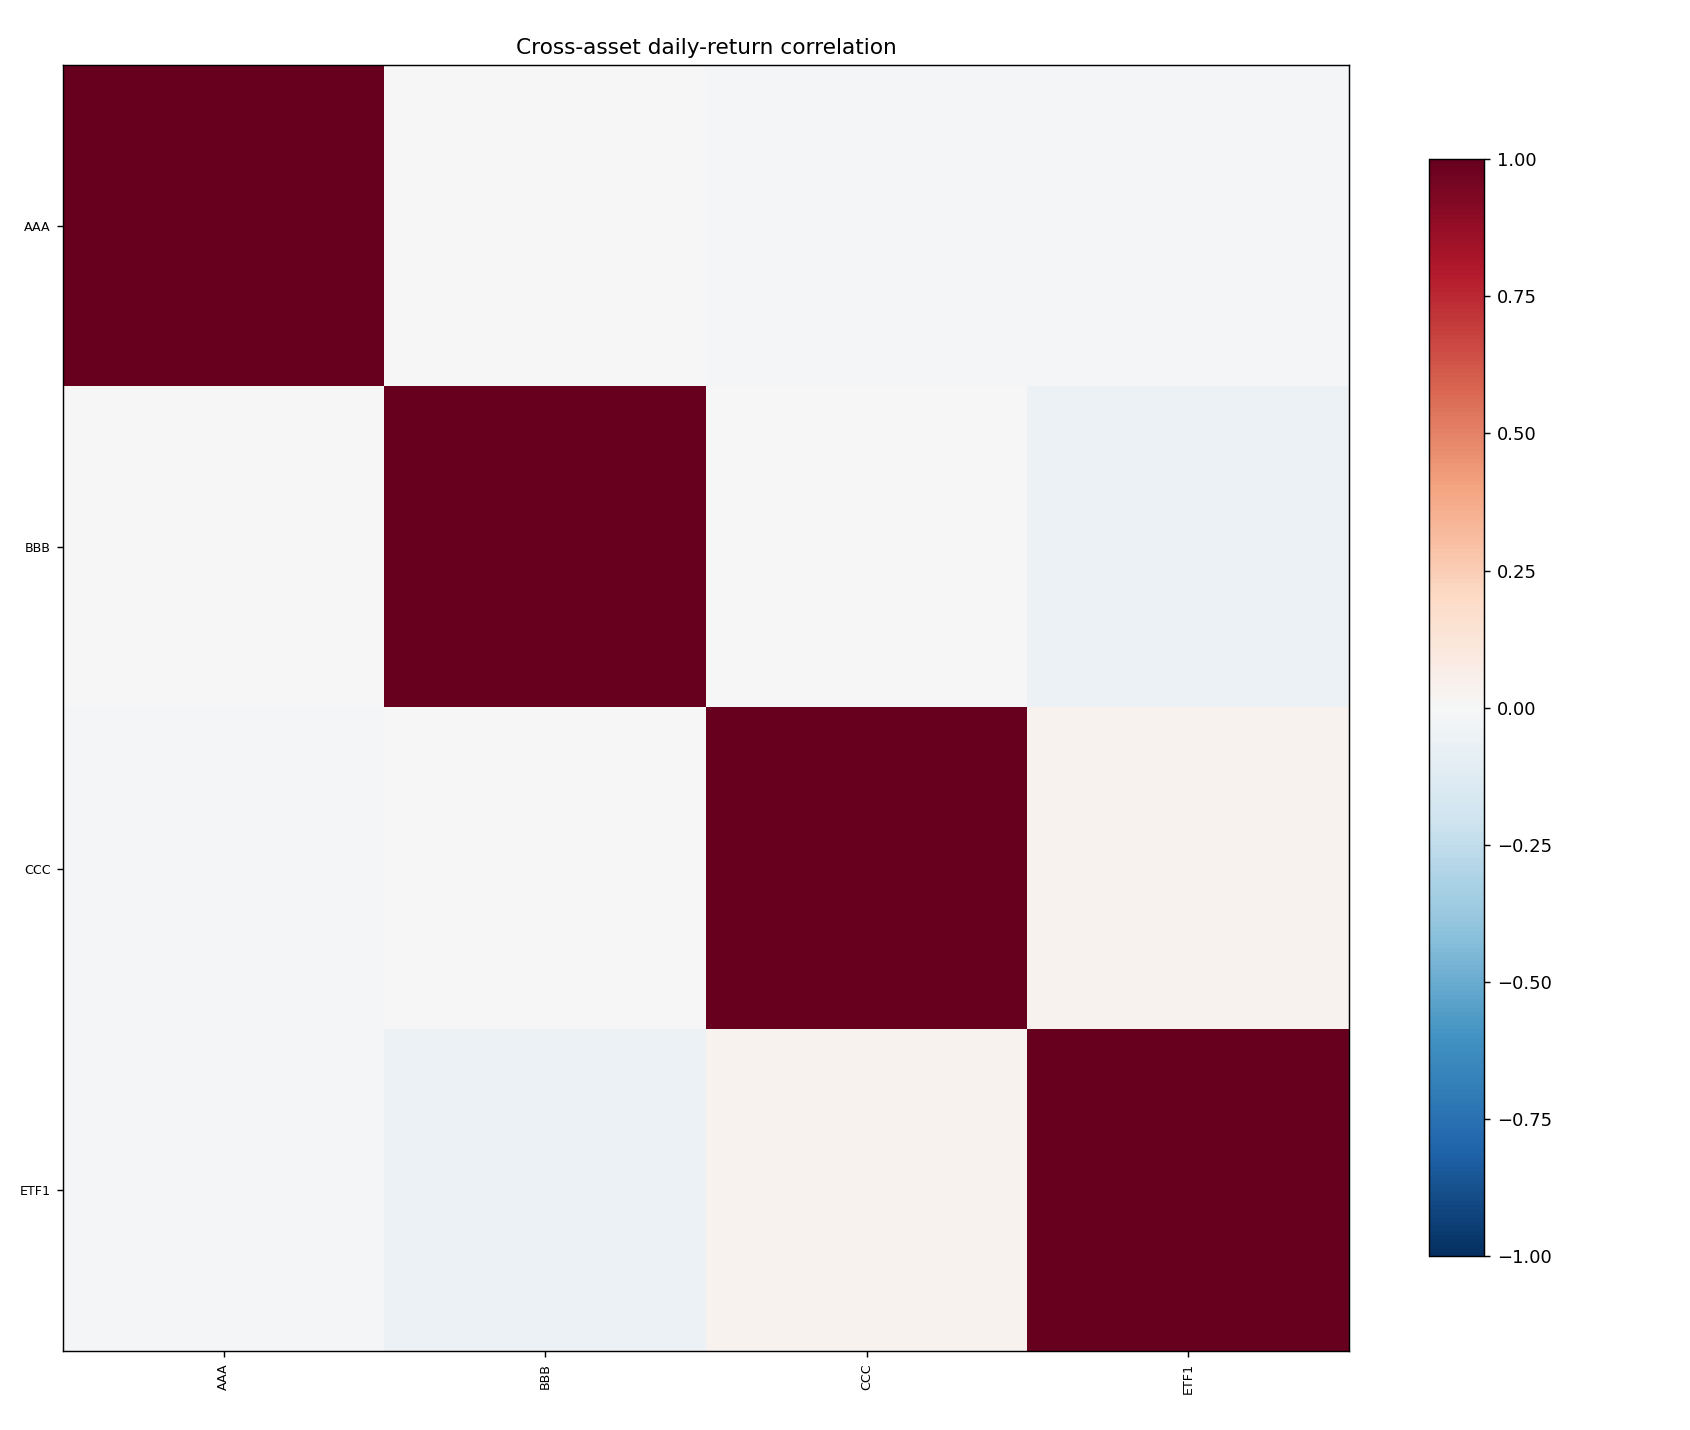 Cross-asset daily-return correlation
AAA
BBB
CCC
ETF1
AAA
BBB
CCC
ETF1
1.00
0.75
0.50
0.25
0.00
−0.25
−0.50
−0.75
−1.00